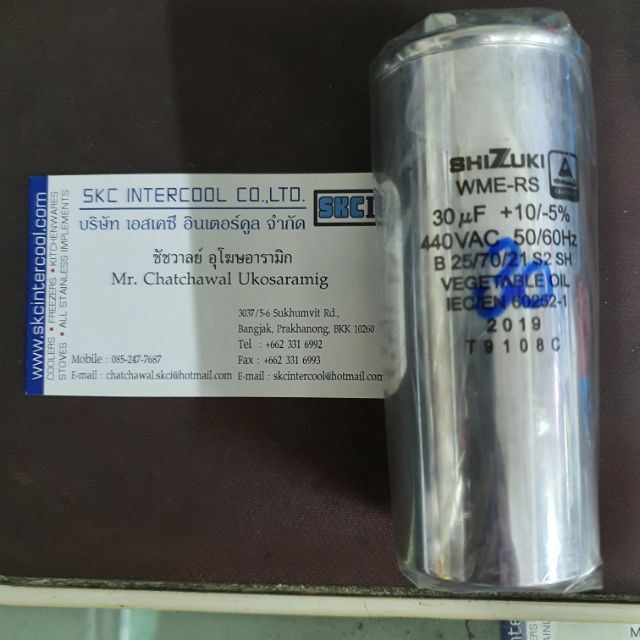 SKC INTERCOOL CO.,LTD.
บริษัท เอสเคซี อินเตอร์คูล จำกัด
SKC
ชัชวาลย์ อุโฆษอารามิก
Mr. Chatchawal Ukosaramig
3037/5-6 Sukhumvit Rd.,
Bangjak, Prakhanong, BKK 10260
Tel : +662 331 6992
Mobile : 085-247-7687 Fax : +662 331 6993
E-mail : chatchawal.skci@hotmail.com E-mail : skcintercool@hotmail.com
www.skcintercool.com
COOLERS • FREEZERS • KITCHENWARES
STOVES • ALL STAINLESS IMPLEMENTS
SHIZUKI
WME-RS
30 µF +10/-5%
440VAC 50/60Hz
B 25/70/21 S2 SH
VEGETABLE OIL
IEC/EN 60252-1
2019
T9108C
30